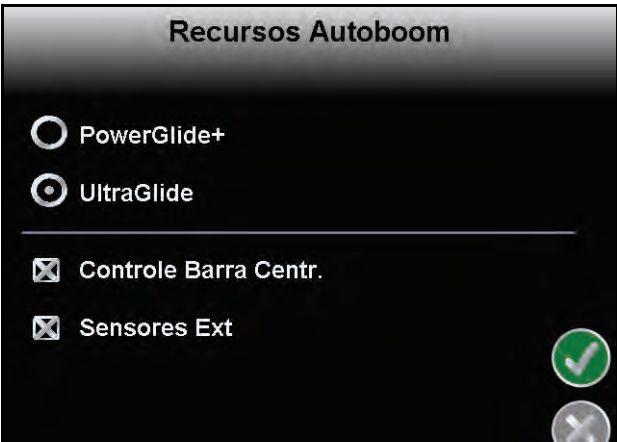 Recursos Autoboom
PowerGlide+
UltraGlide
Controle Barra Centr.
Sensores Ext